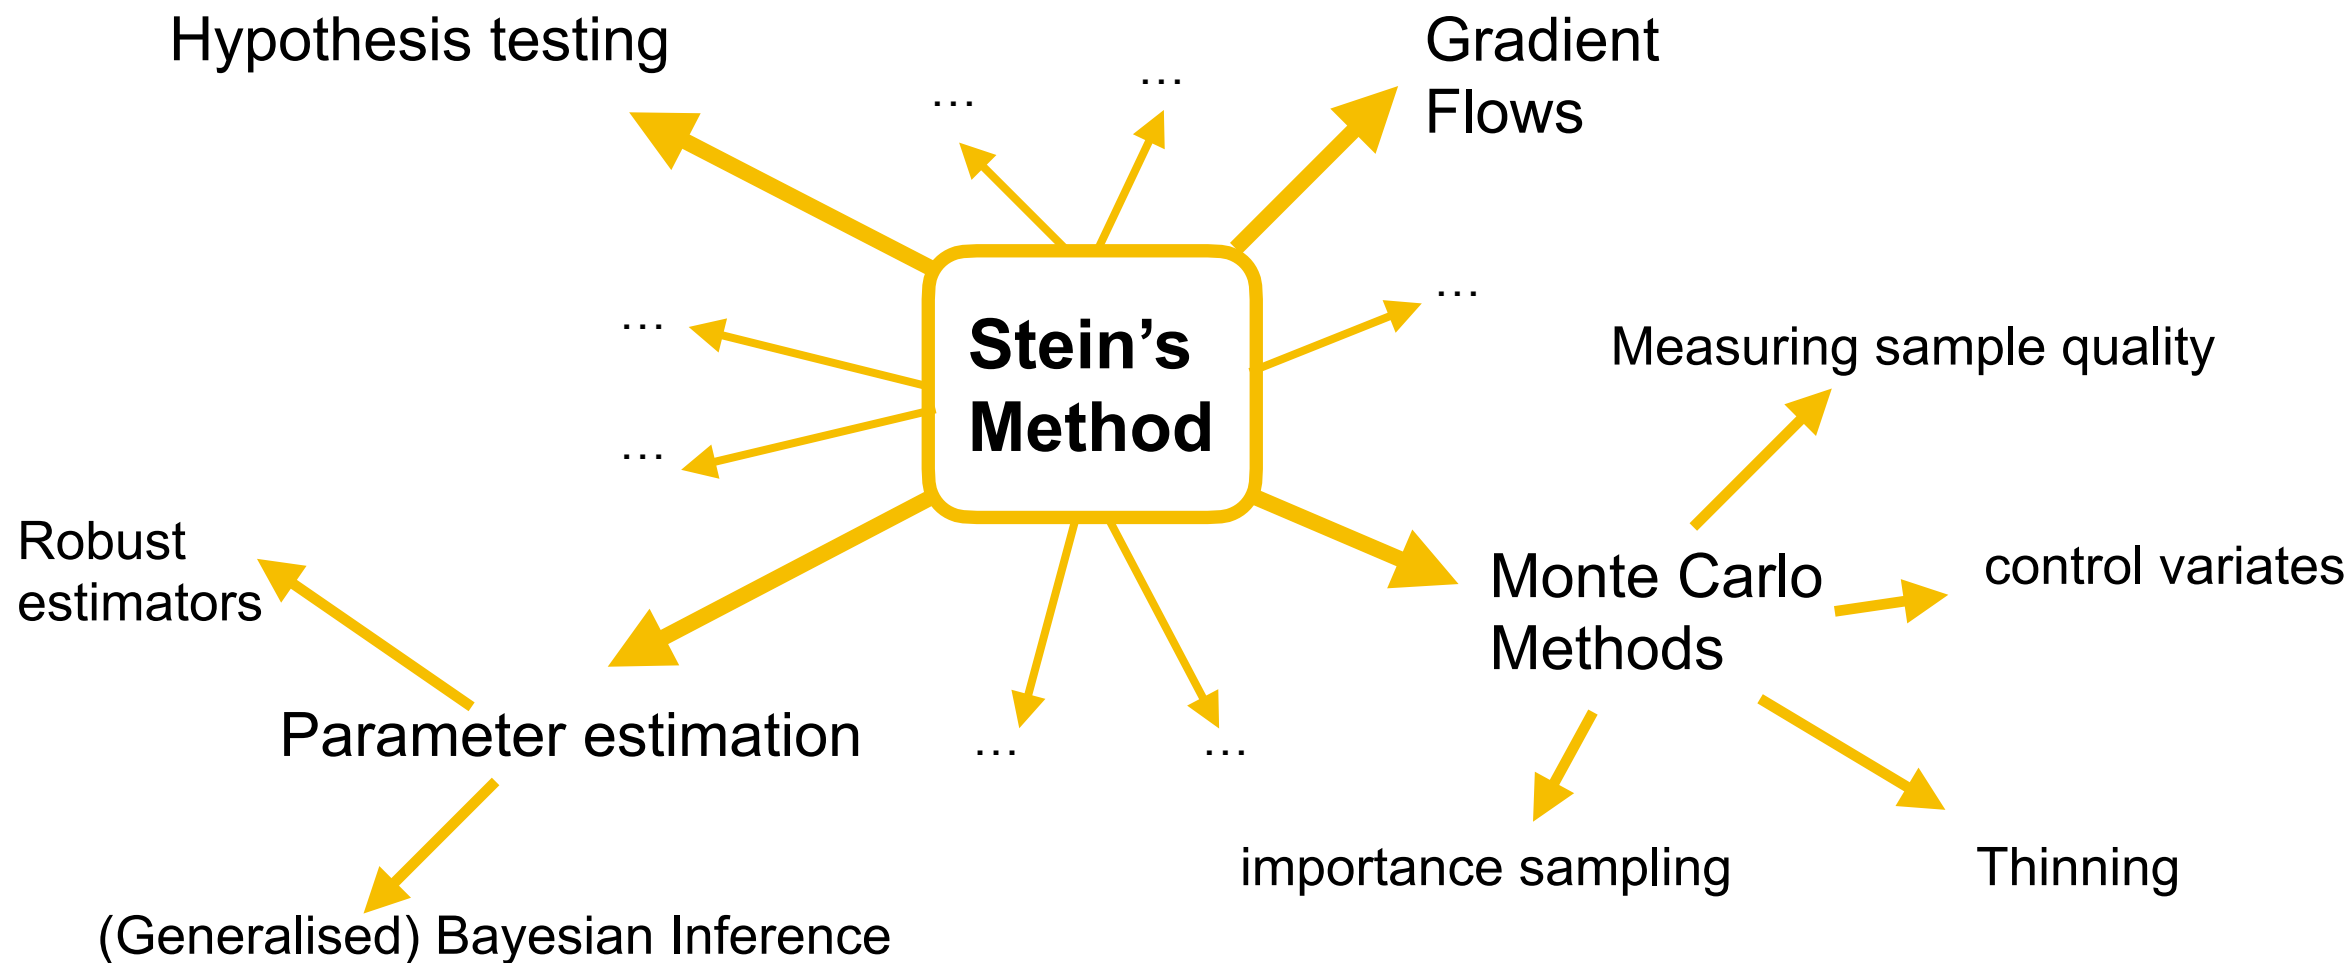 Hypothesis testing
Gradient
Flows
…
…
…
Stein’s
Method
…
…
Measuring sample quality
Robust
estimators
Monte Carlo
Methods
control variates
Parameter estimation
…
…
importance sampling
Thinning
(Generalised) Bayesian Inference